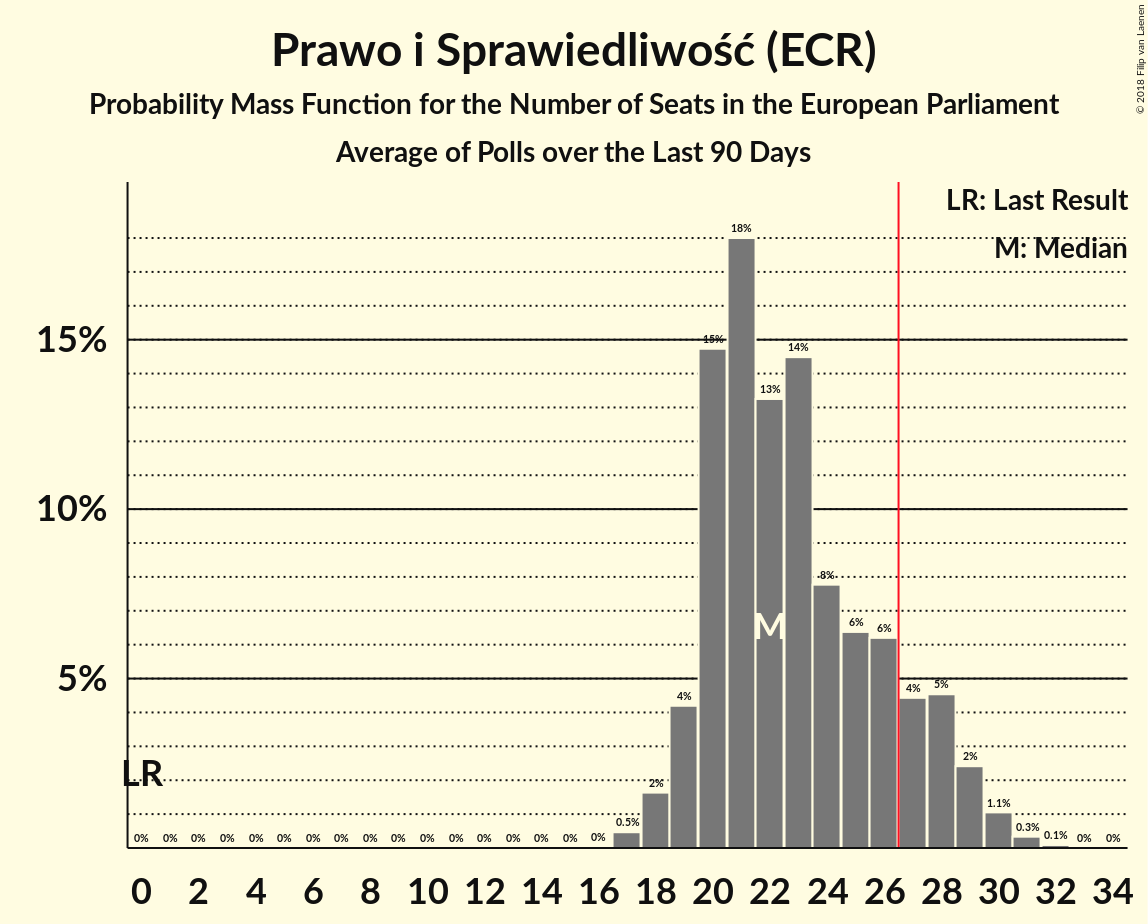 Prawo i Sprawiedliwość (ECR)
Probability Mass Function for the Number of Seats in the European Parliament
Average of Polls over the Last 90 Days
© 2018 Filip van Laenen
LR: Last Result
M: Median
18%
15%
15%
14%
13%
10%
8%
6%
6%
M
5%
5%
4%
4%
LR
2%
2%
1.1%
0.5%
0.3%
0.1%
0% 0% 0% 0% 0% 0% 0% 0% 0% 0% 0% 0% 0% 0% 0% 0% 0% 0% 0%
0 2 4 6 8 10 12 14 16 18 20 22 24 26 28 30 32 34